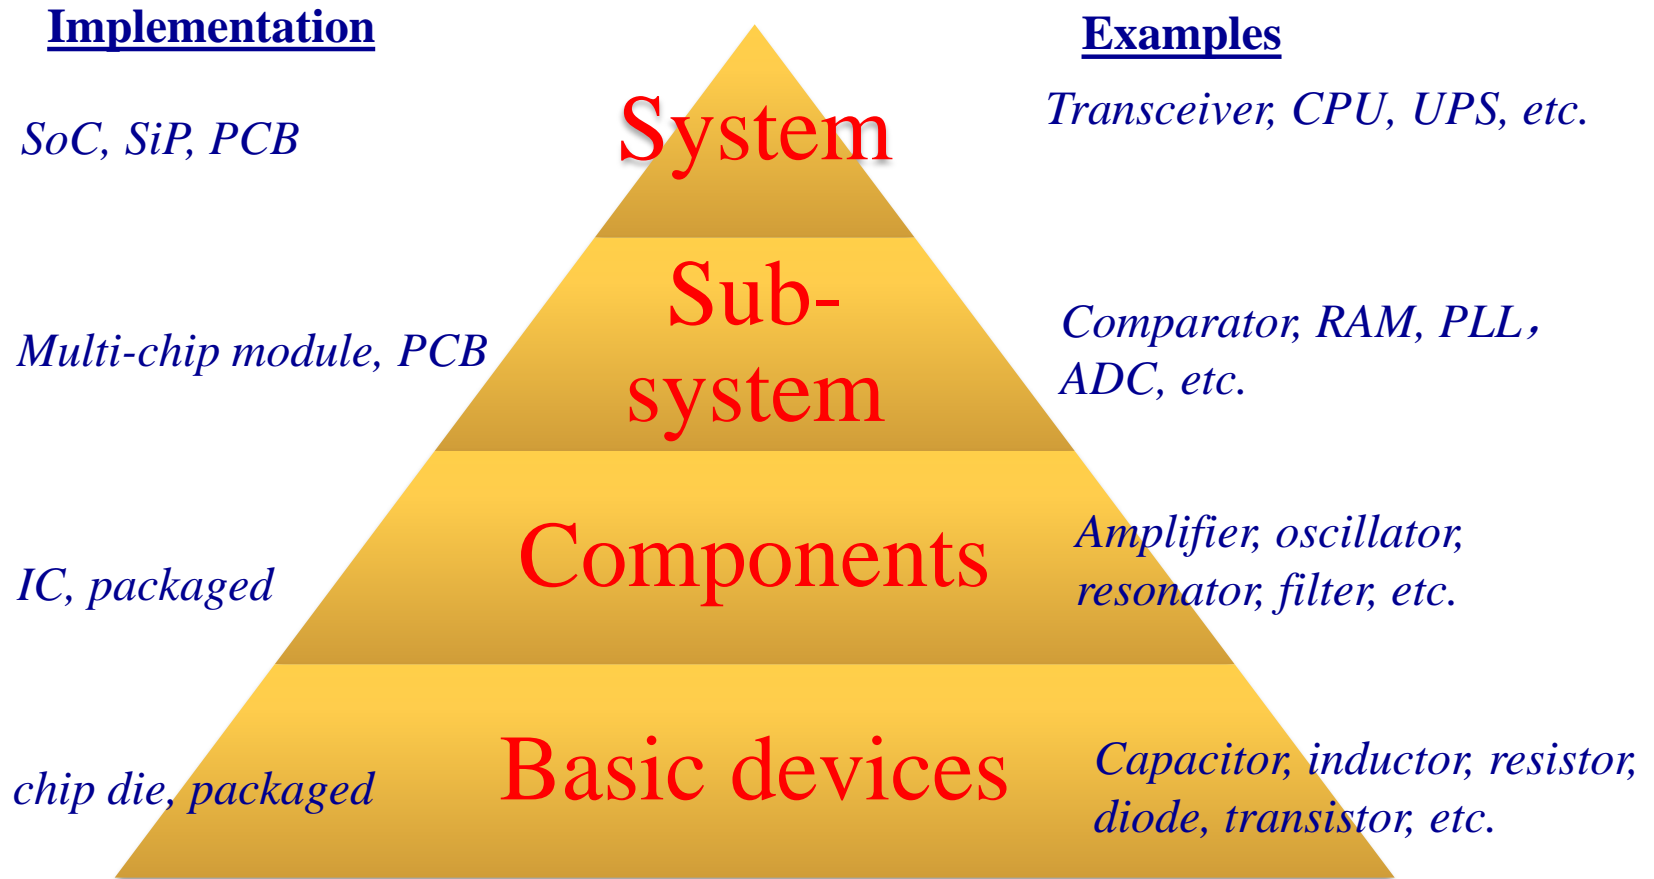 Implementation
Examples
SoC, SiP, PCB
System
Transceiver, CPU, UPS, etc.
Multi-chip module, PCB
Sub-
system
Comparator, RAM, PLL，
ADC, etc.
IC, packaged
Components
Amplifier, oscillator,
resonator, filter, etc.
chip die, packaged
Basic devices
Capacitor, inductor, resistor,
diode, transistor, etc.